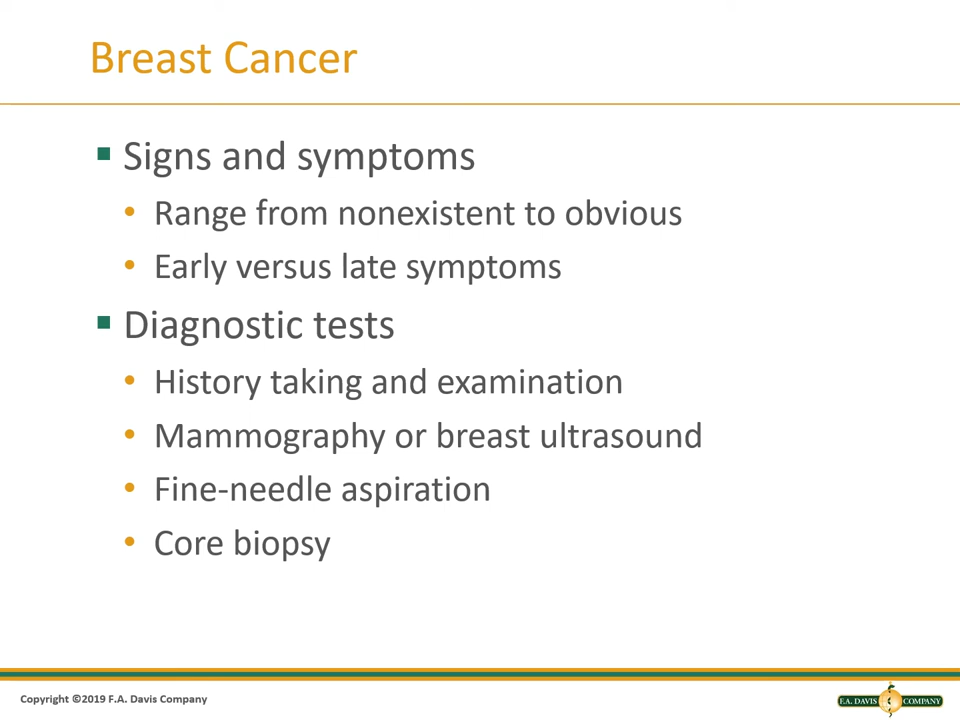 Breast Cancer
Signs and symptoms
Range from nonexistent to obvious
Early versus late symptoms
Diagnostic tests
History taking and examination
Mammography or breast ultrasound
Fine-needle aspiration
Core biopsy
Copyright ©2019 F.A. Davis Company
F.A. DAVIS COMPANY